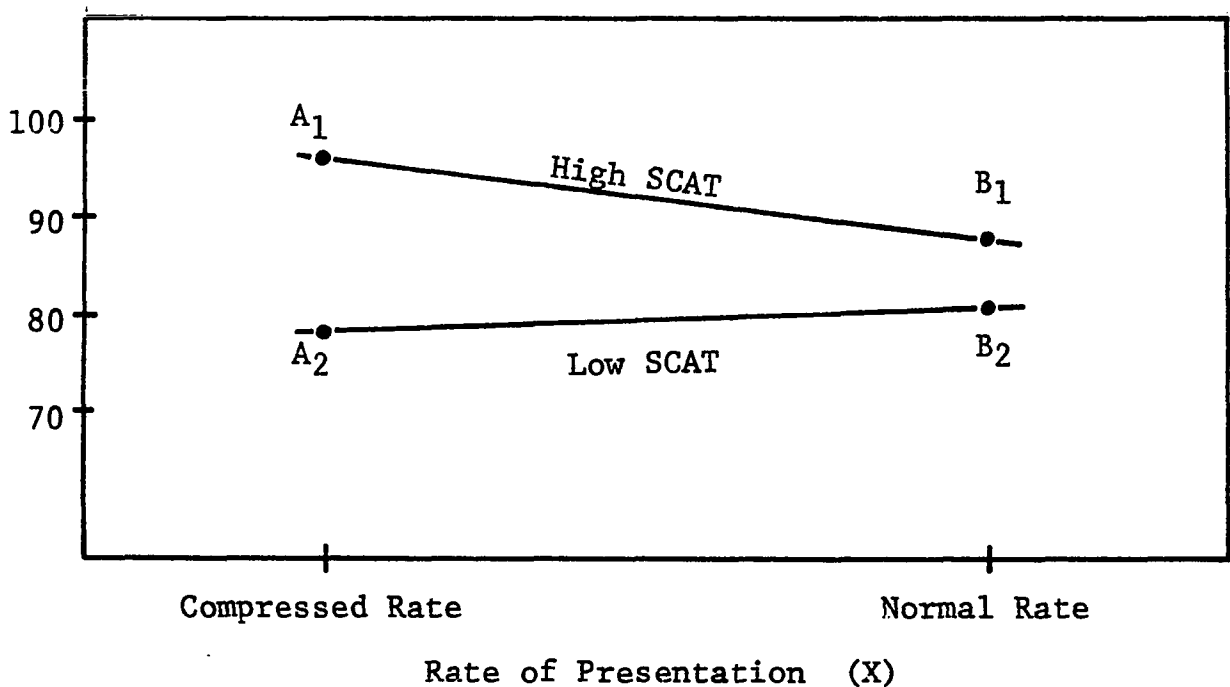 100
A1
High SCAT
B1
90
80
A2
Low SCAT
B2
70
Compressed Rate
Normal Rate
Rate of Presentation (X)